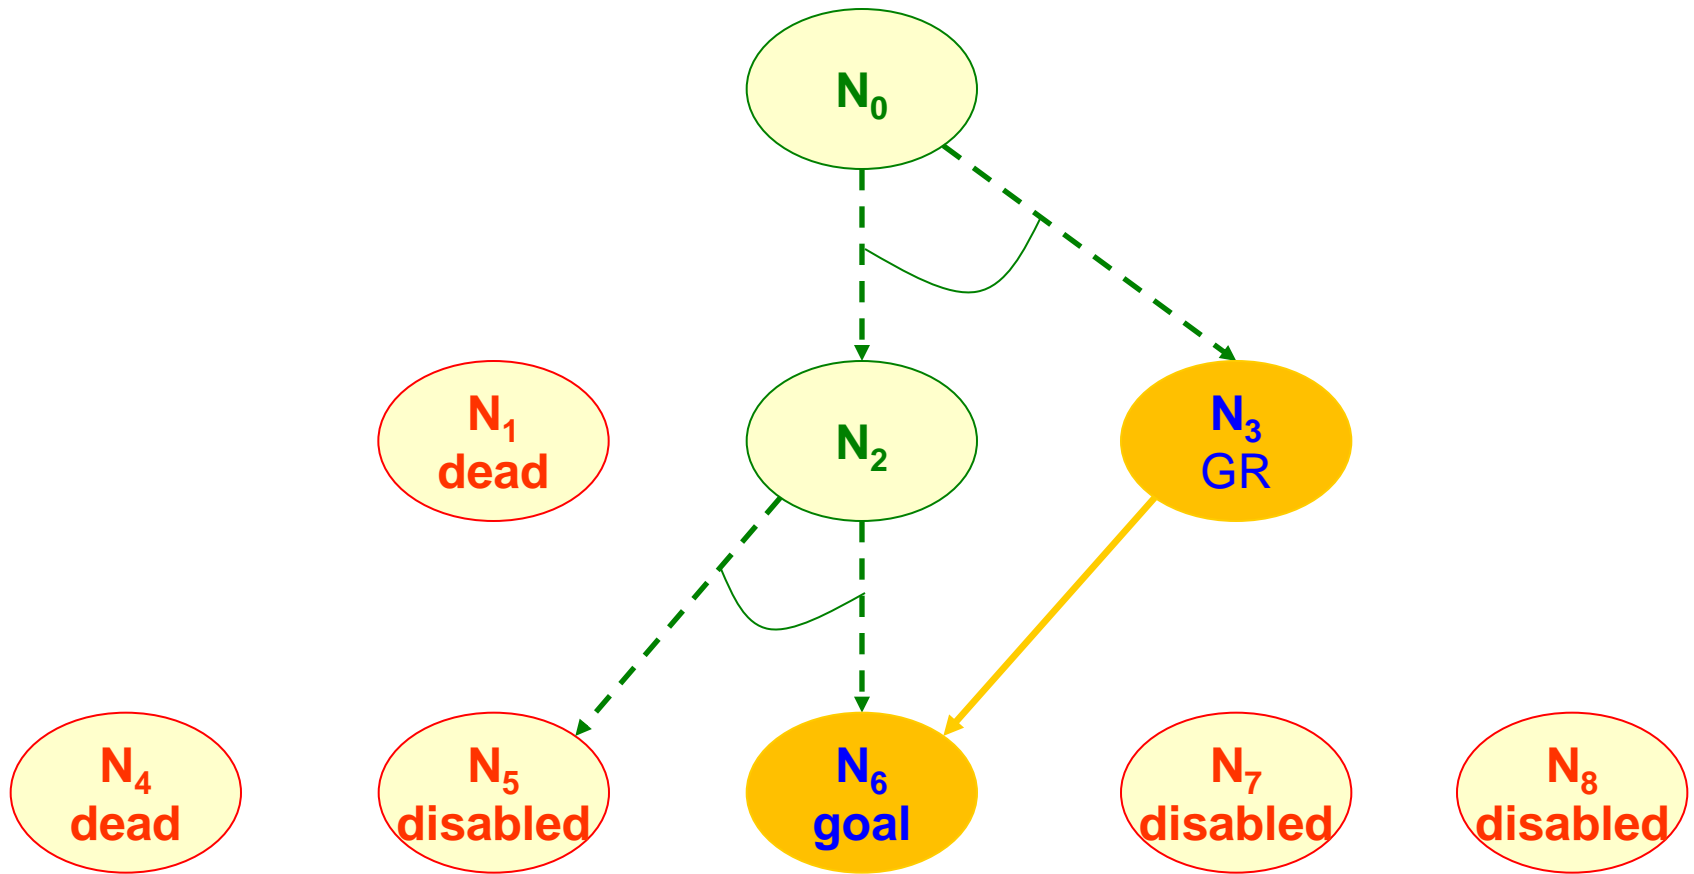 N₀
N₁
dead
N₂
N₃
GR
N₄
dead
N₅
disabled
N₆
goal
N₇
disabled
N₈
disabled